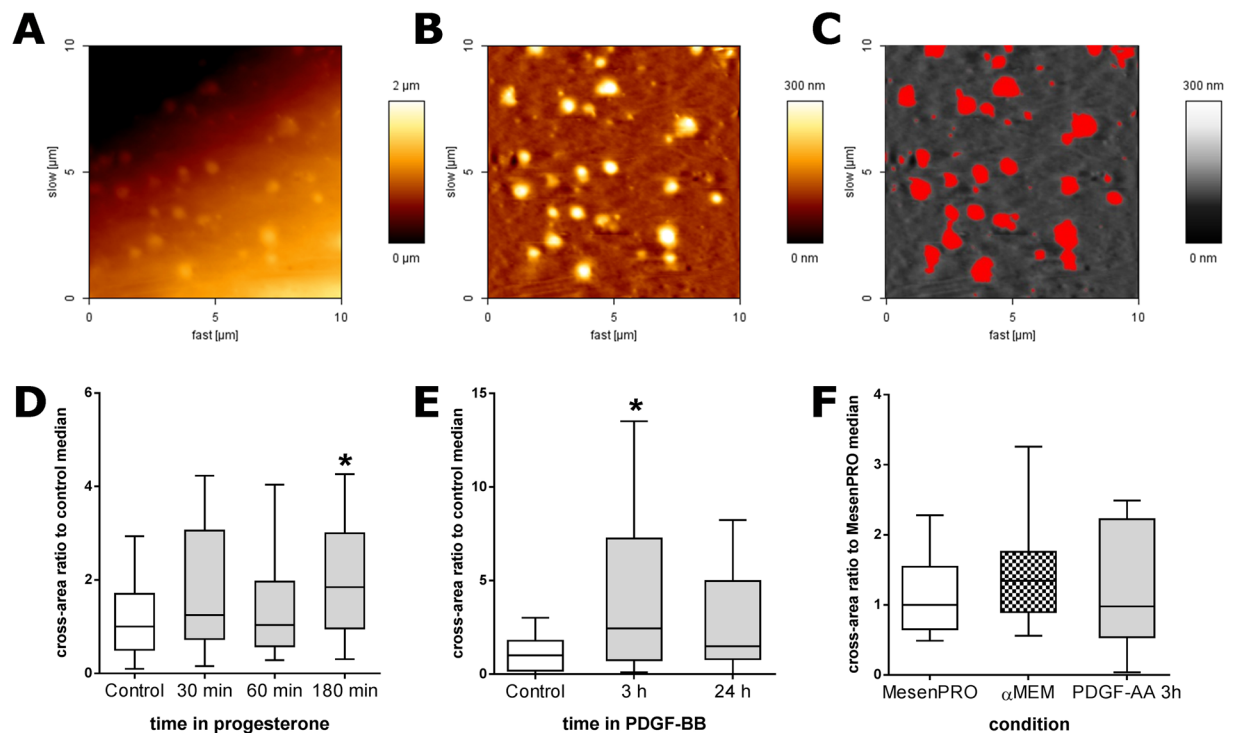 A
B
C
10
5
0
slow [µm]
0
5
10
fast [µm]
2 µm
0 µm
10
5
0
slow [µm]
0
5
10
fast [µm]
300 nm
0 nm
10
5
0
slow [µm]
0
5
10
fast [µm]
300 nm
0 nm
D
cross-area ratio to control median
6
4
2
0
*
Control 30 min 60 min 180 min
time in progesterone
E
cross-area ratio to control median
15
10
5
0
*
Control 3 h 24 h
time in PDGF-BB
F
cross-area ratio to MesenPRO median
4
3
2
1
0
MesenPRO αMEM PDGF-AA 3h
condition